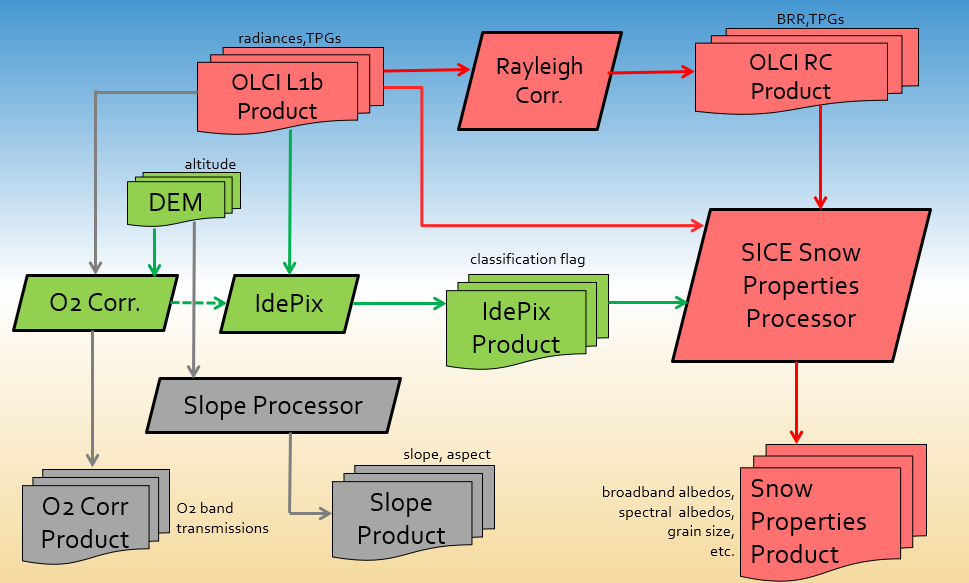 radiances,TPGs
OLCI L1b
Product
Rayleigh
Corr.
BRR,TPGs
OLCI RC
Product
altitude
DEM
O2 Corr.
IdePix
classification flag
IdePix
Product
SICE Snow
Properties
Processor
Slope Processor
O2 Corr
Product
O2 band
transmissions
slope, aspect
Slope
Product
broadband albedos,
spectral albedos,
grain size,
etc.
Snow
Properties
Product